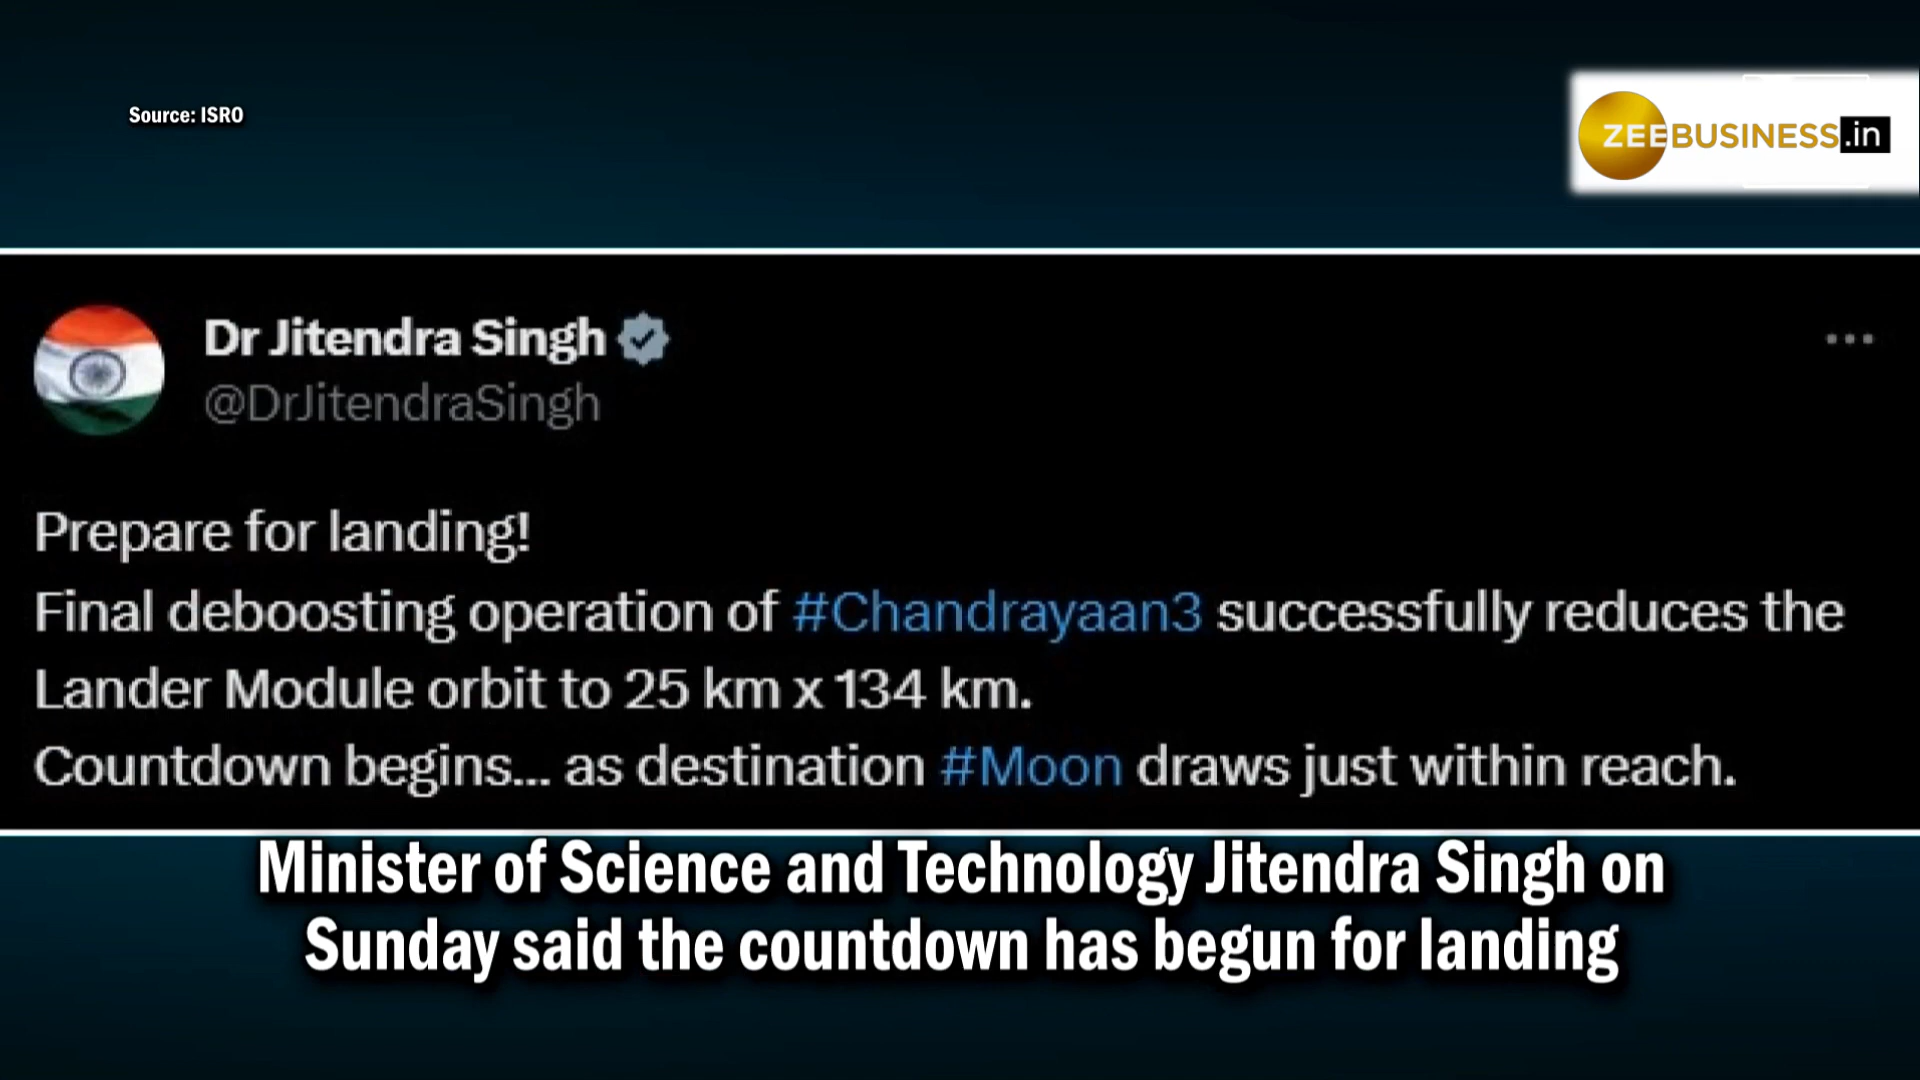 Source: ISRO
ZEEBUSINESS.in
Dr Jitendra Singh
@DrJitendraSingh
Prepare for landing!
Final deboosting operation of #Chandrayaan3 successfully reduces the
Lander Module orbit to 25 km x 134 km.
Countdown begins... as destination #Moon draws just within reach.
Minister of Science and Technology Jitendra Singh on
Sunday said the countdown has begun for landing